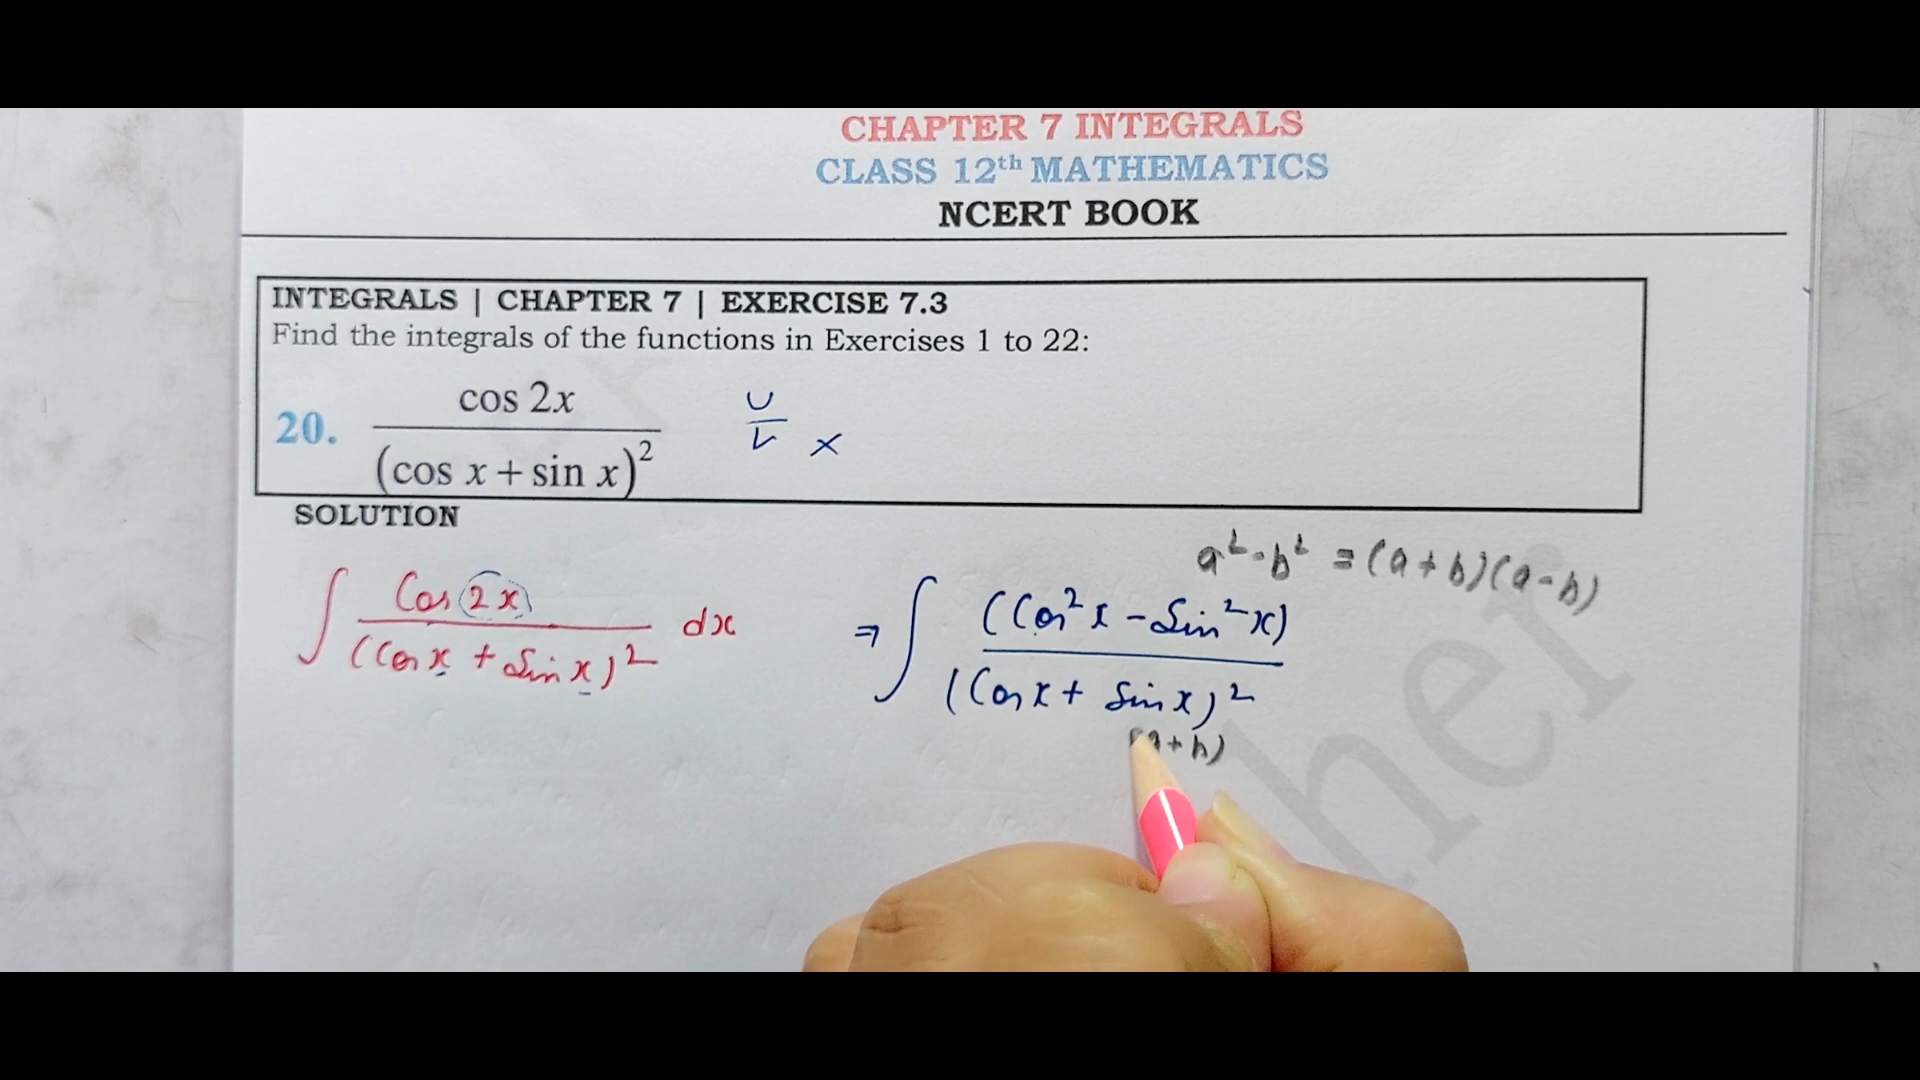 CHAPTER 7 INTEGRALS
CLASS 12th MATHEMATICS
NCERT BOOK
INTEGRALS | CHAPTER 7 | EXERCISE 7.3
Find the integrals of the functions in Exercises 1 to 22:
20. cos 2x / (cos x + sin x)² U/V ×
SOLUTION
a² - b² = (a+b)(a-b)
∫ Cos 2x / (Cos x + Sin x)² dx ⇒ ∫ (Cos²x - Sin²x) / (Cos x + Sin x)²
(a+b)
her